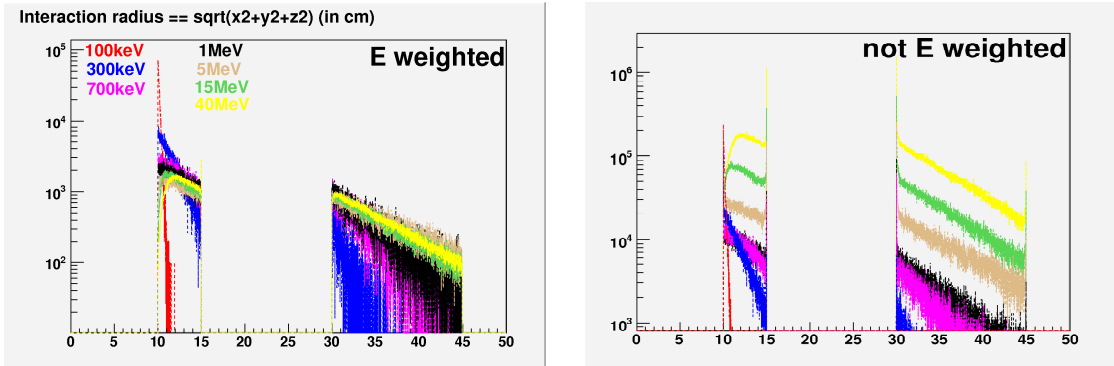 Interaction radius == sqrt(x2+y2+z2) (in cm)
E weighted
100keV 1MeV
300keV 5MeV
700keV 15MeV
40MeV
10^5
10^4
10^3
10^2
0 5 10 15 20 25 30 35 40 45 50
not E weighted
10^6
10^5
10^4
10^3
0 5 10 15 20 25 30 35 40 45 50